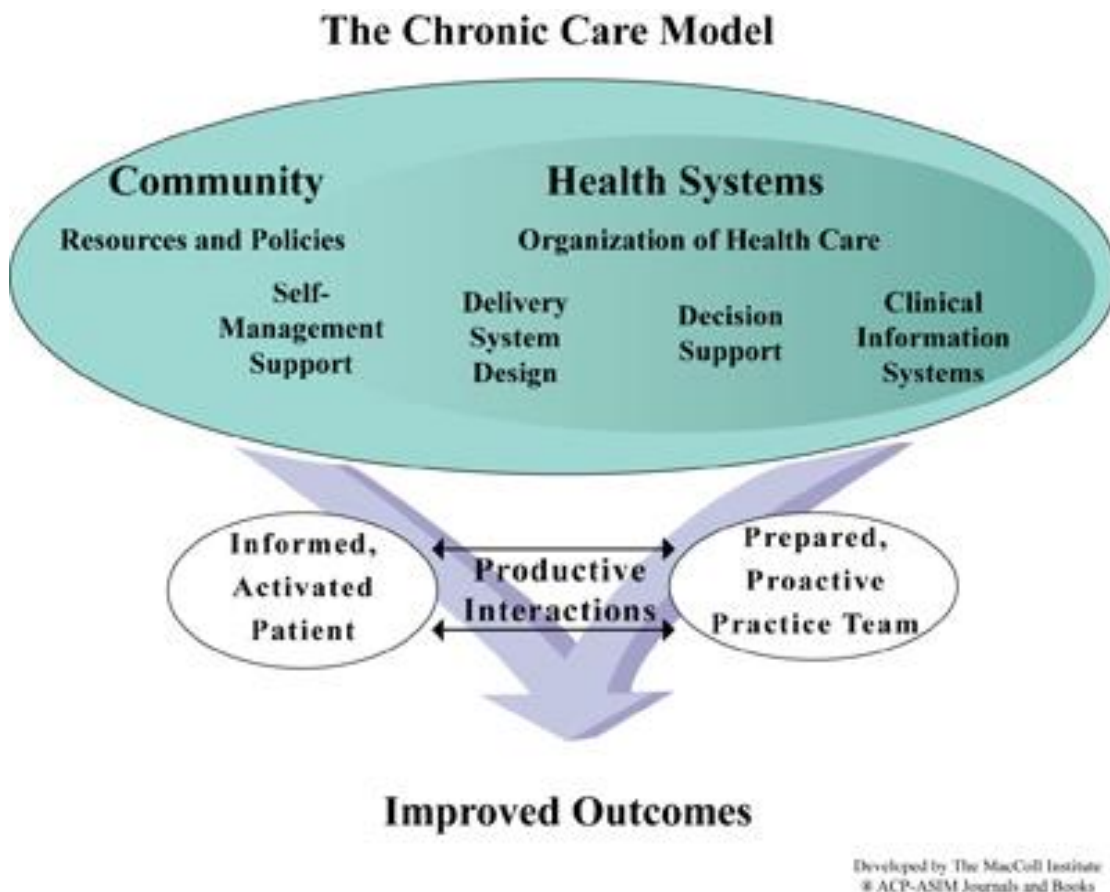 The Chronic Care Model
Community
Health Systems
Resources and Policies
Organization of Health Care
Self-
Management
Support
Delivery
System
Design
Decision
Support
Clinical
Information
Systems
Informed,
Activated
Patient
Productive
Interactions
Prepared,
Proactive
Practice Team
Improved Outcomes
Developed by The MacColl Institute
® ACP-ASIM Journals and Books